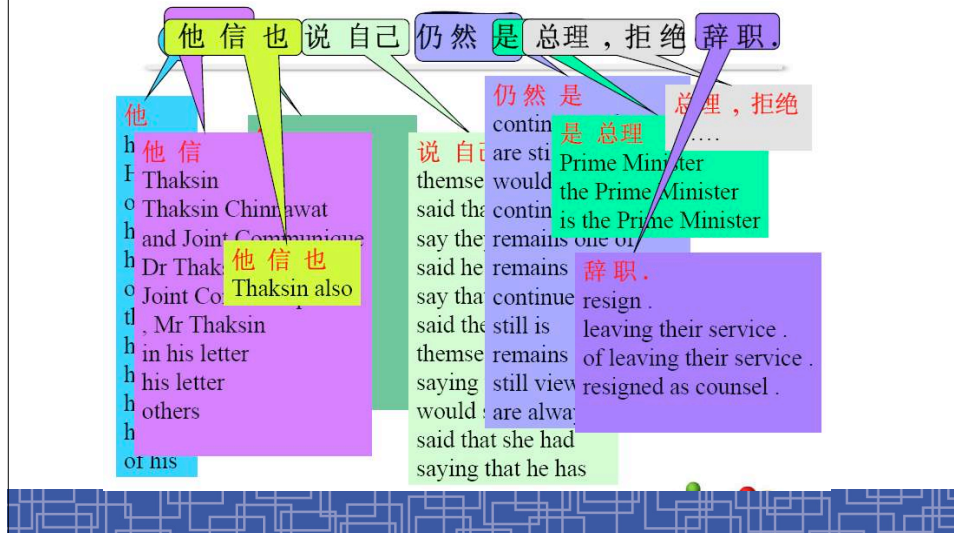 他 信 也 说 自己 仍 然 是 总理 , 拒绝 辞 职 .
他
他 信
Thaksin
Thaksin Chinnawat
and Joint Communique
Dr Thaks
Joint Co
, Mr Thaksin
in his letter
his letter
others
of his
他 信 也
Thaksin also
说 自
themse
said tha
say they
said he
say that
said the
themse
saying
would
said that she had
saying that he has
仍 然 是
contin
are sti
would
contin
remains one of
remains
continue
still is
remains
still view
are alwa
是 总理
Prime Minister
the Prime Minister
is the Prime Minister
总理 , 拒绝
......
辞 职 .
resign .
leaving their service .
of leaving their service .
resigned as counsel .